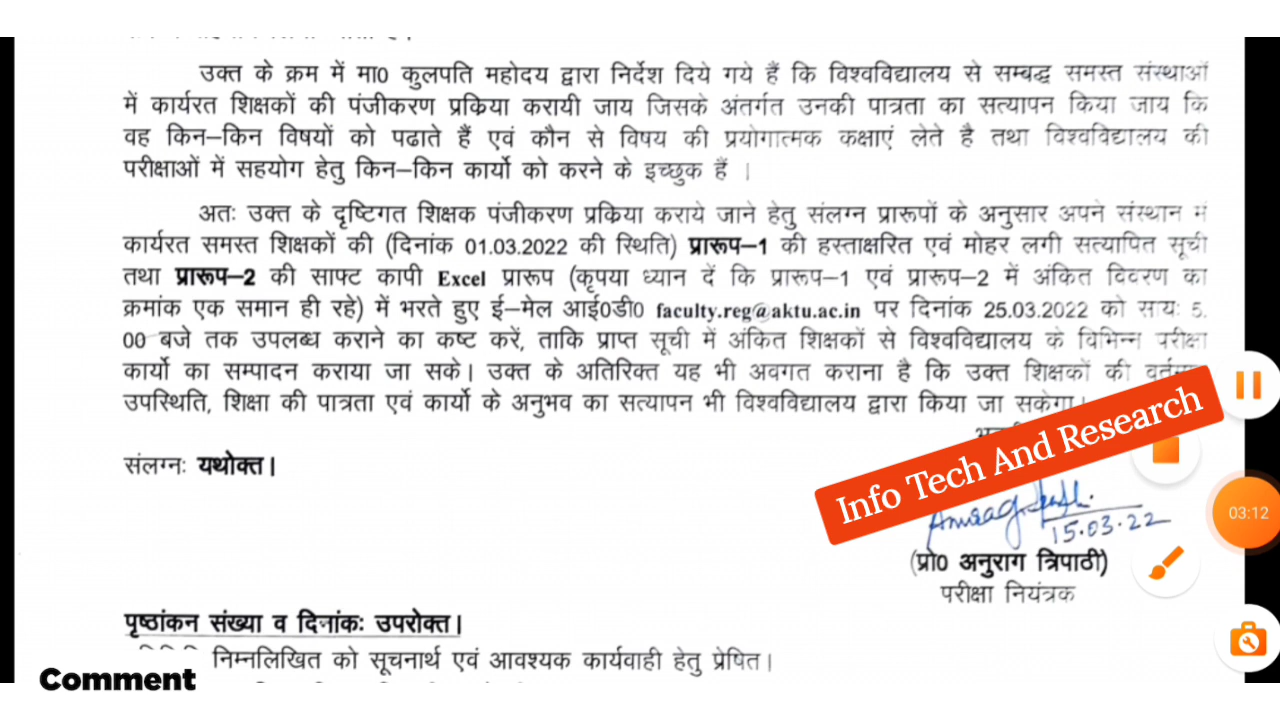 उक्त के क्रम में मा0 कुलपति महोदय द्वारा निर्देश दिये गये हैं कि विश्वविद्यालय से सम्बद्ध समस्त संस्थाओं
में कार्यरत शिक्षकों की पंजीकरण प्रक्रिया करायी जाय जिसके अंतर्गत उनकी पात्रता का सत्यापन किया जाय कि
वह किन–किन विषयों को पढाते हैं एवं कौन से विषय की प्रयोगात्मक कक्षाएं लेते है तथा विश्वविद्यालय की
परीक्षाओं में सहयोग हेतु किन–किन कार्यो को करने के इच्छुक हैं ।
अतः उक्त के दृष्टिगत शिक्षक पंजीकरण प्रक्रिया कराये जाने हेतु संलग्न प्रारूपों के अनुसार अपने संस्थान में
कार्यरत समस्त शिक्षकों की (दिनांक 01.03.2022 की स्थिति) प्रारूप–1 की हस्ताक्षरित एवं मोहर लगी सत्यापित सूची
तथा प्रारूप–2 की साफ्ट कापी Excel प्रारूप (कृपया ध्यान दें कि प्रारूप–1 एवं प्रारूप–2 में अंकित विवरण का
क्रमांक एक समान ही रहे) में भरते हुए ई–मेल आई0डी0 faculty.reg@aktu.ac.in पर दिनांक 25.03.2022 को सायः 5.
00 बजे तक उपलब्ध कराने का कष्ट करें, ताकि प्राप्त सूची में अंकित शिक्षकों से विश्वविद्यालय के विभिन्न परीक्षा
कार्यो का सम्पादन कराया जा सके। उक्त के अतिरिक्त यह भी अवगत कराना है कि उक्त शिक्षकों की
उपस्थिति, शिक्षा की पात्रता एवं कार्यो के अनुभव का सत्यापन भी विश्वविद्यालय द्वारा किया जा सकेगा।
Info Tech And Research
संलग्नः यथोक्त।
15.03.22
03:12
(प्रो0 अनुराग त्रिपाठी)
परीक्षा नियंत्रक
पृष्ठांकन संख्या व दिनांकः उपरोक्त।
निम्नलिखित को सूचनार्थ एवं आवश्यक कार्यवाही हेतु प्रेषित।
Comment